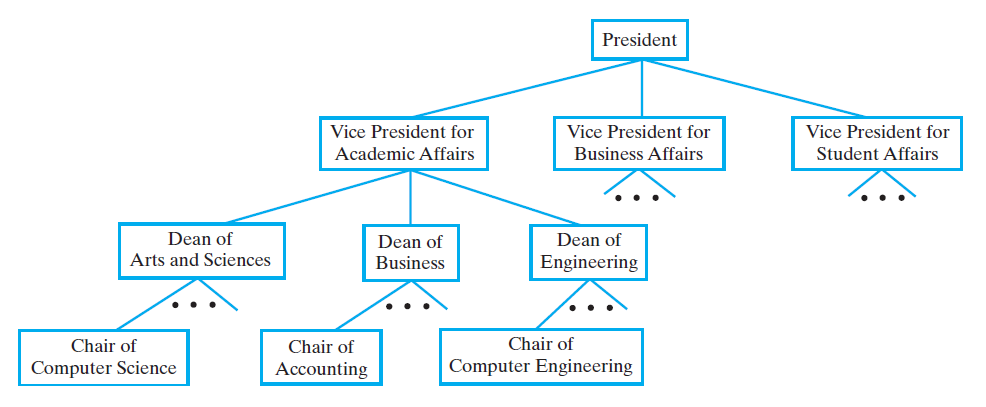 President
Vice President for
Academic Affairs
Vice President for
Business Affairs
Vice President for
Student Affairs
Dean of
Arts and Sciences
Dean of
Business
Dean of
Engineering
Chair of
Computer Science
Chair of
Accounting
Chair of
Computer Engineering